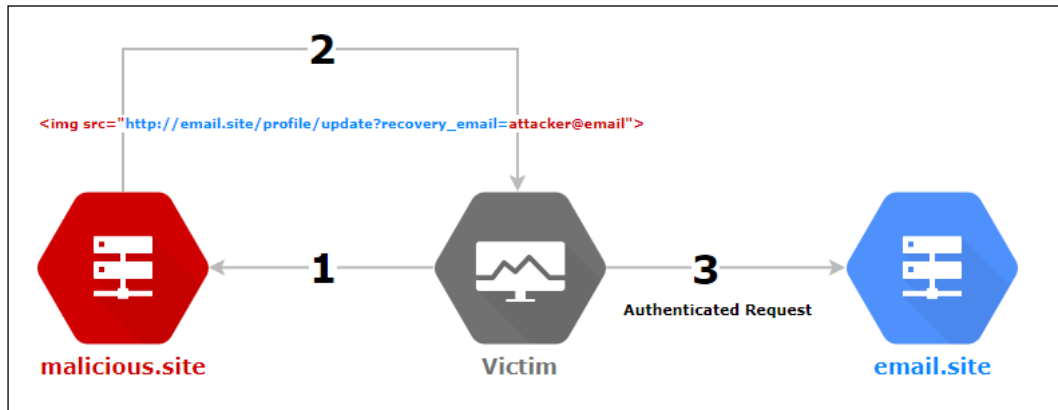 2
<img src="http://email.site/profile/update?recovery_email=attacker@email">
1
3
Authenticated Request
malicious.site
Victim
email.site